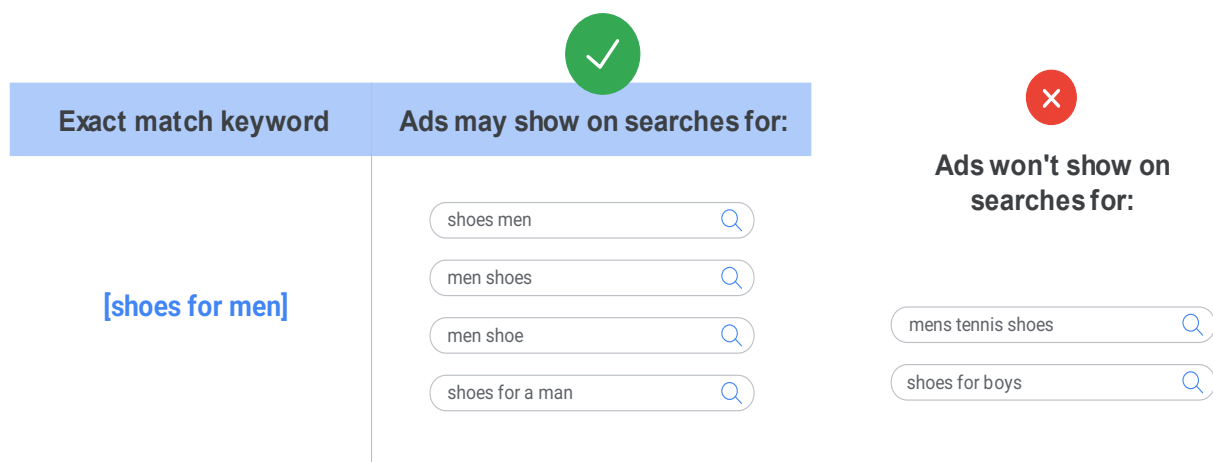 Exact match keyword
Ads may show on searches for:
Ads won't show on
searches for:
[shoes for men]
shoes men
men shoes
men shoe
shoes for a man
mens tennis shoes
shoes for boys